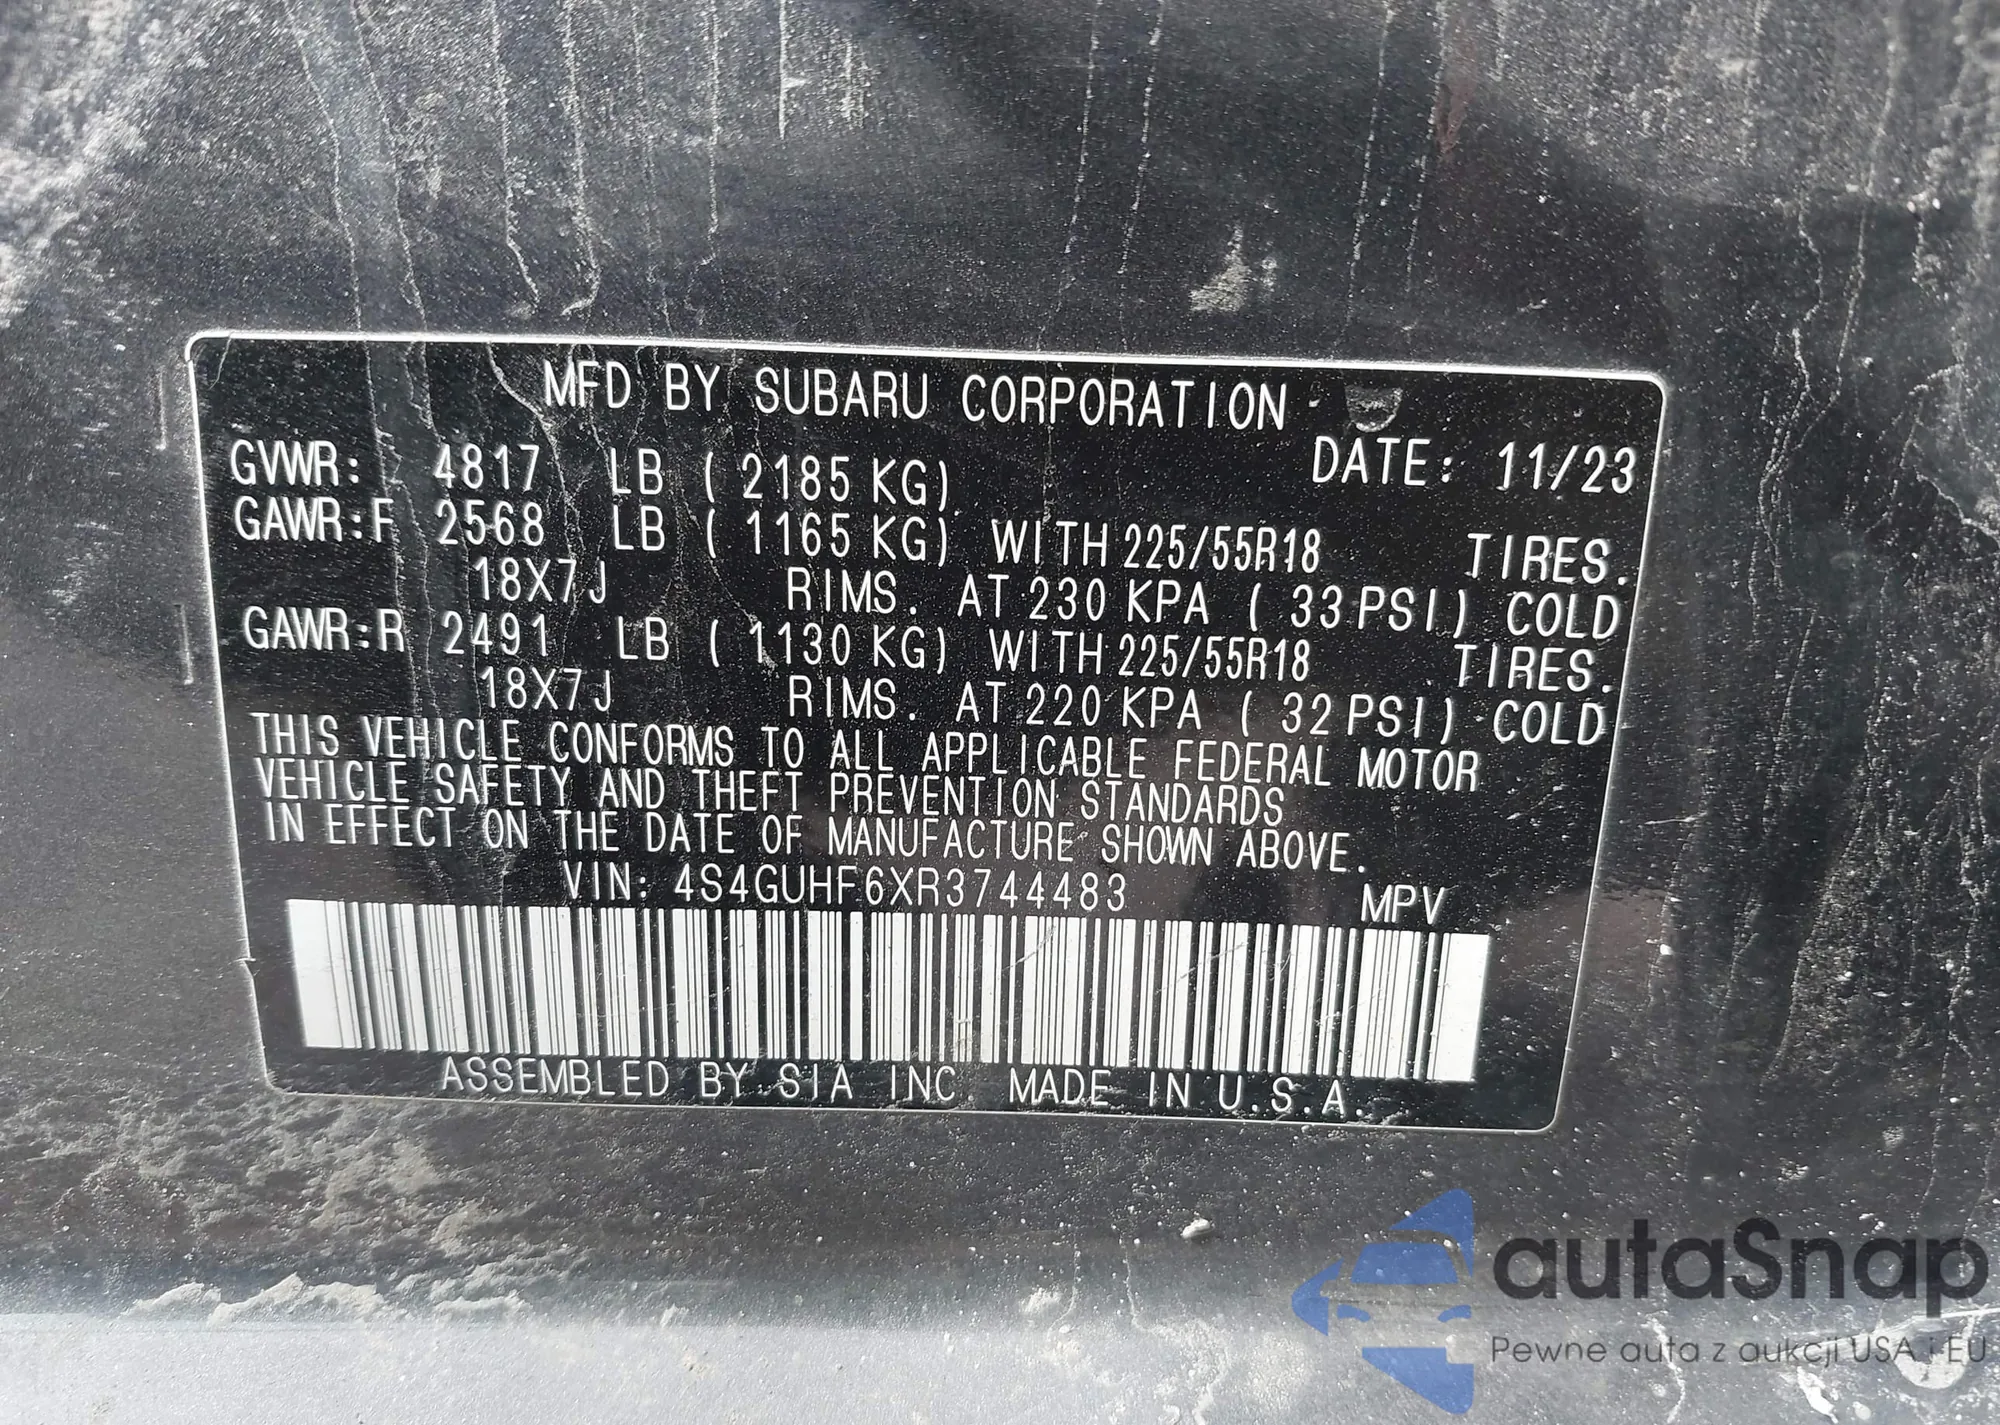 MFD BY SUBARU CORPORATION
DATE: 11/23
GVWR: 4817 LB ( 2185 KG)
GAWR:F 2568 LB ( 1165 KG) WITH 225/55R18 TIRES.
18X7J RIMS. AT 230 KPA ( 33 PSI) COLD
GAWR:R 2491 LB ( 1130 KG) WITH 225/55R18 TIRES.
18X7J RIMS. AT 220 KPA ( 32 PSI) COLD
THIS VEHICLE CONFORMS TO ALL APPLICABLE FEDERAL MOTOR
VEHICLE SAFETY AND THEFT PREVENTION STANDARDS
IN EFFECT ON THE DATE OF MANUFACTURE SHOWN ABOVE.
VIN: 4S4GUHF6XR3744483 MPV
ASSEMBLED BY SIA INC MADE IN U.S.A.
autaSnap
Pewne auta z aukcji USA i EU